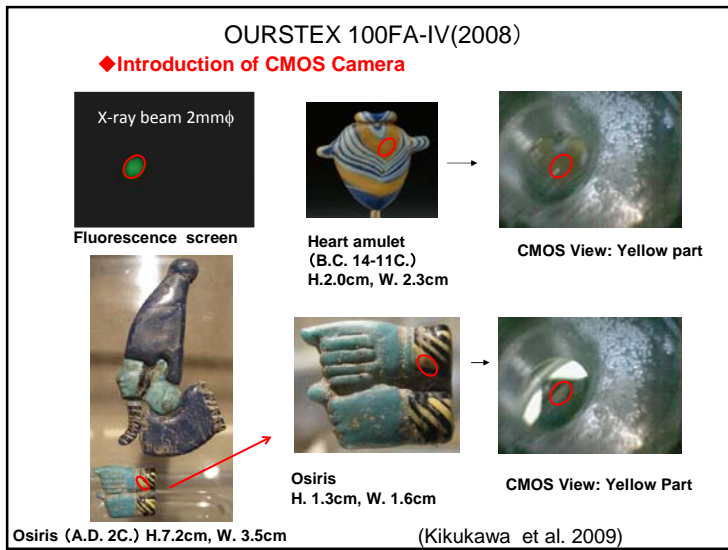 OURSTEX 100FA-IV(2008）
◆Introduction of CMOS Camera
X-ray beam 2mmϕ
Fluorescence screen
Heart amulet
（B.C. 14-11C.）
H.2.0cm, W. 2.3cm
CMOS View: Yellow part
Osiris
H. 1.3cm, W. 1.6cm
CMOS View: Yellow Part
Osiris（A.D. 2C.）H.7.2cm, W. 3.5cm
(Kikukawa et al. 2009)